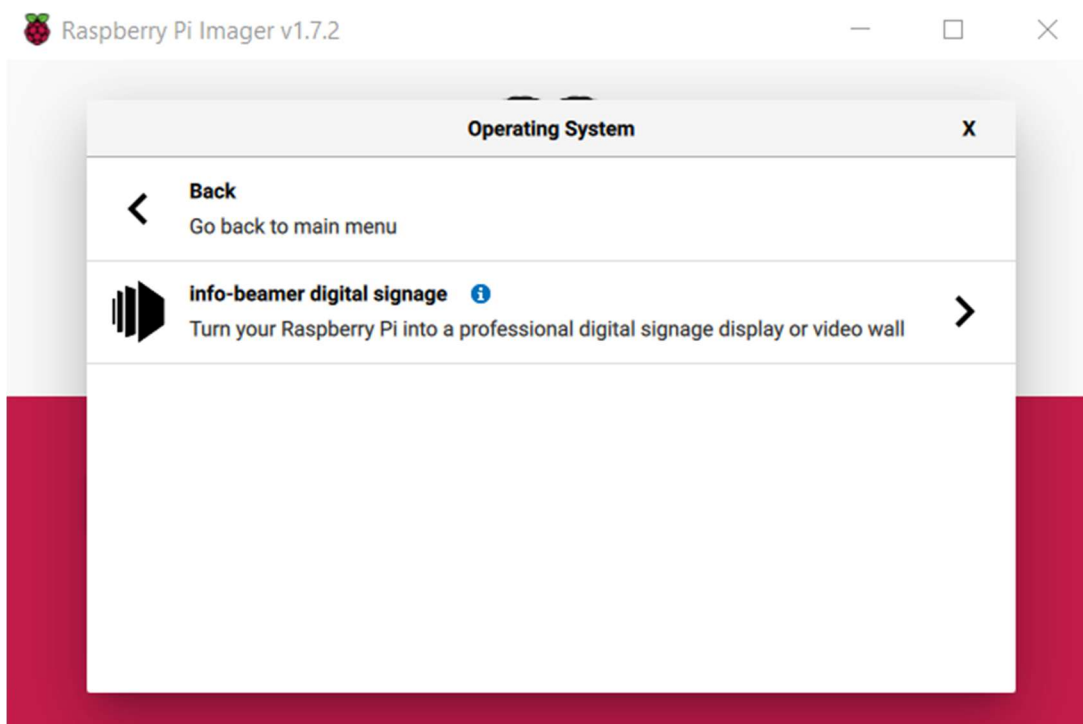 Raspberry Pi Imager v1.7.2
Operating System X
Back
Go back to main menu
info-beamer digital signage
Turn your Raspberry Pi into a professional digital signage display or video wall